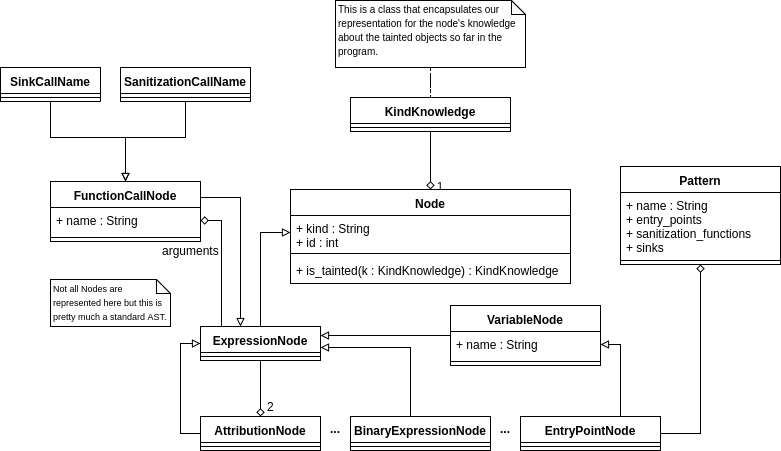 This is a class that encapsulates our
representation for the node's knowledge
about the tainted objects so far in the
program.
SinkCallName
SanitizationCallName
KindKnowledge
1
FunctionCallNode
+ name : String
arguments
Node
+ kind : String
+ id : int
+ is_tainted(k : KindKnowledge) : KindKnowledge
Pattern
+ name : String
+ entry_points
+ sanitization_functions
+ sinks
Not all Nodes are
represented here but this is
pretty much a standard AST.
ExpressionNode
VariableNode
+ name : String
2
AttributionNode
...
BinaryExpressionNode
...
EntryPointNode